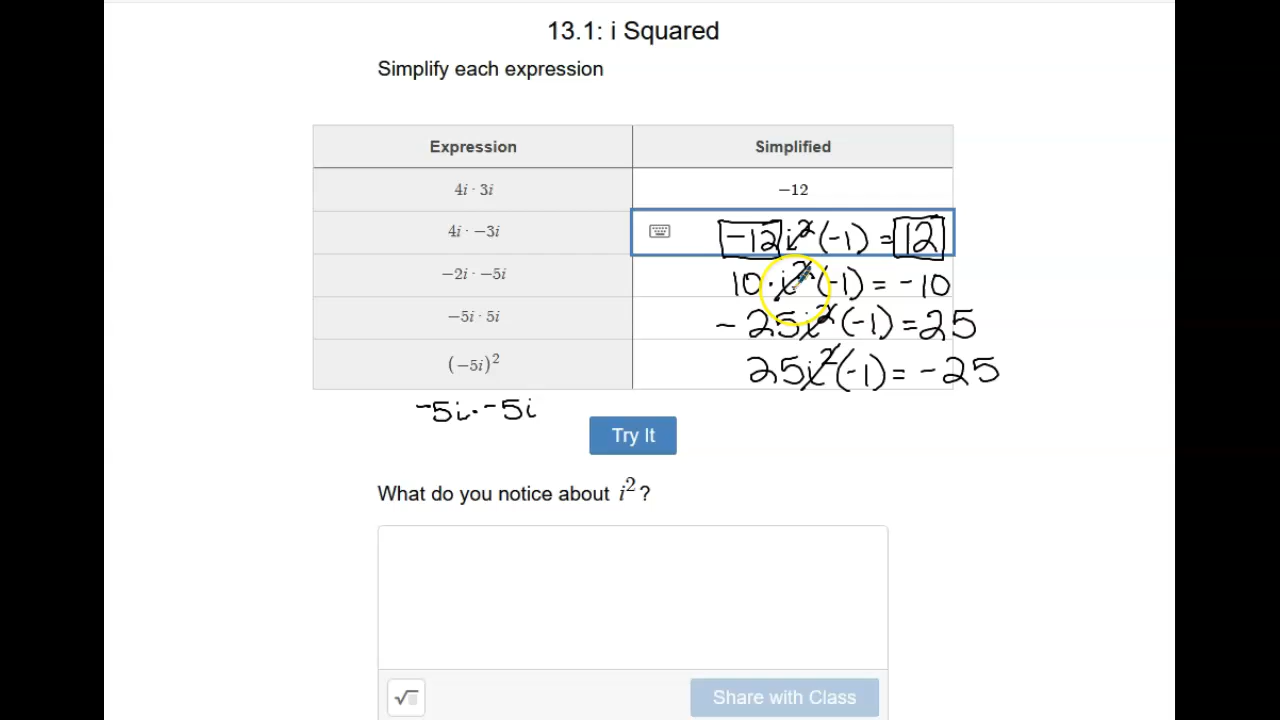 13.1: i Squared
Simplify each expression
Expression Simplified
4i · 3i −12
4i · −3i −12i²(−1) = 12
−2i · −5i 10 · i²(−1) = −10
−5i · 5i −25i²(−1) = 25
(−5i)² 25i²(−1) = −25
−5i · −5i
Try It
What do you notice about i²?
√
Share with Class